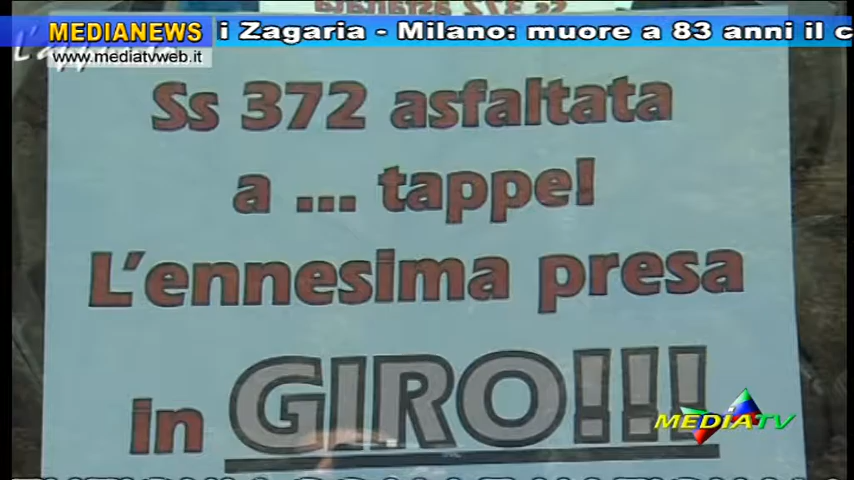 MEDIANEWS i Zagaria - Milano: muore a 83 anni il c
www.mediatvweb.it
Ss 372 asfaltata
a ... tappe!
L'ennesima presa
in GIRO!!!
MEDIATV